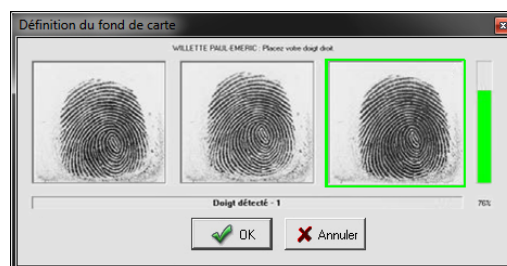 Définition du fond de carte
WILLETTE PAUL-EMERIC : Placez votre doigt droit.
Doigt détecté - 1
76%
OK
Annuler